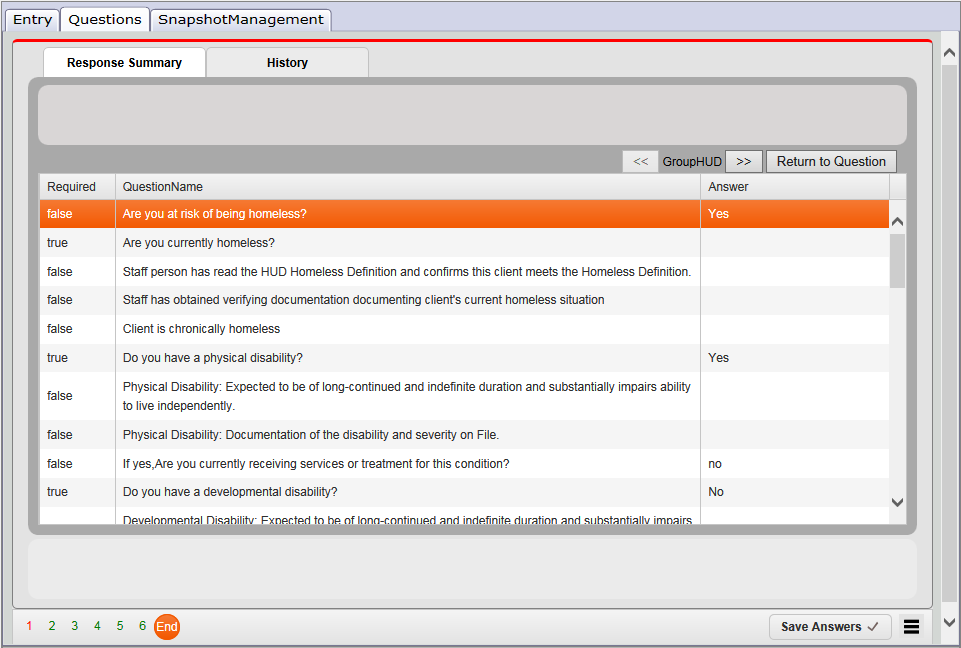 Entry Questions SnapshotManagement
Response Summary History
<< GroupHUD >> Return to Question
Required QuestionName Answer
false Are you at risk of being homeless? Yes
true Are you currently homeless?
false Staff person has read the HUD Homeless Definition and confirms this client meets the Homeless Definition.
false Staff has obtained verifying documentation documenting client's current homeless situation
false Client is chronically homeless
true Do you have a physical disability? Yes
false Physical Disability: Expected to be of long-continued and indefinite duration and substantially impairs ability
to live independently.
false Physical Disability: Documentation of the disability and severity on File.
false If yes,Are you currently receiving services or treatment for this condition? no
true Do you have a developmental disability? No
Developmental Disability: Expected to be of long-continued and indefinite duration and substantially impairs
1 2 3 4 5 6 End Save Answers